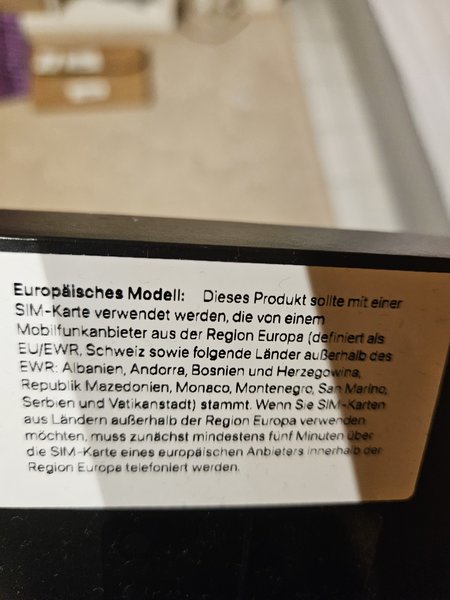 Europäisches Modell: Dieses Produkt sollte mit einer
SIM-Karte verwendet werden, die von einem
Mobilfunkanbieter aus der Region Europa (definiert als
EU/EWR, Schweiz sowie folgende Länder außerhalb des
EWR: Albanien, Andorra, Bosnien und Herzegowina,
Republik Mazedonien, Monaco, Montenegro, San Marino,
Serbien und Vatikanstadt) stammt. Wenn Sie SIM-Karten
aus Ländern außerhalb der Region Europa verwenden
möchten, muss zunächst mindestens fünf Minuten über
die SIM-Karte eines europäischen Anbieters innerhalb der
Region Europa telefoniert werden.